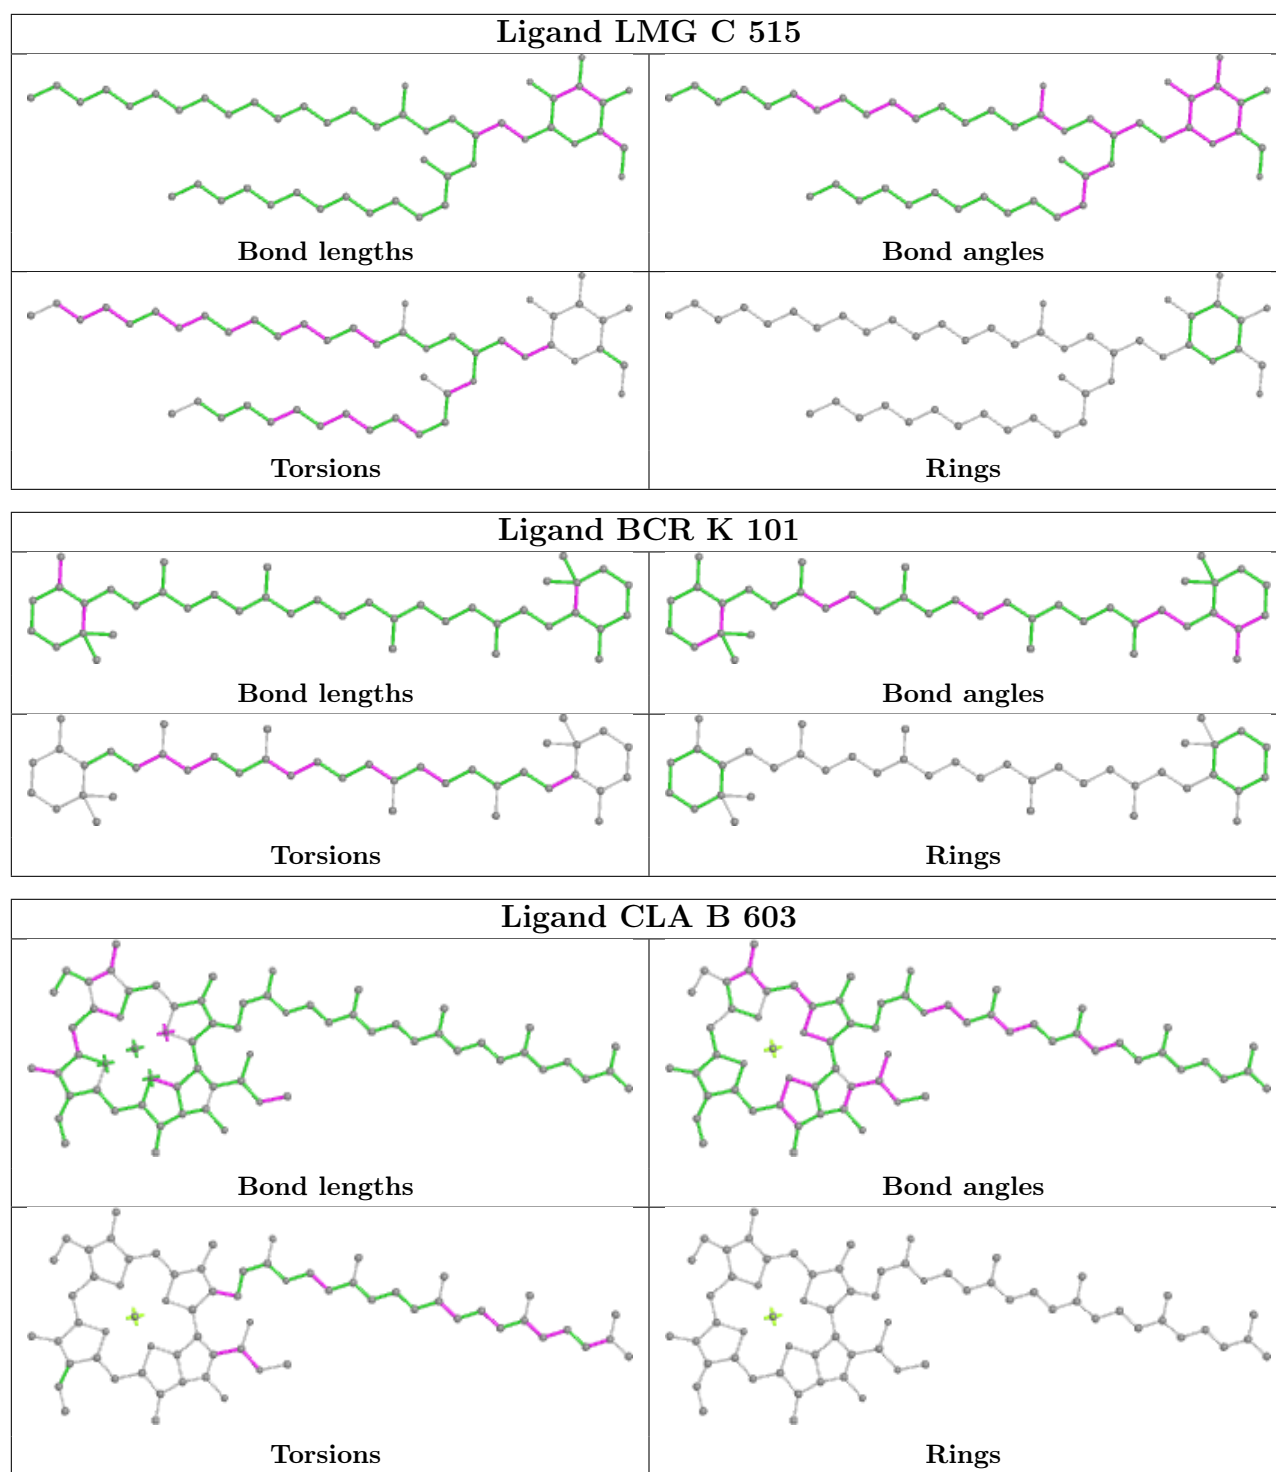 Ligand LMG C 515
Bond lengths
Bond angles
Torsions
Rings
Ligand BCR K 101
Bond lengths
Bond angles
Torsions
Rings
Ligand CLA B 603
Bond lengths
Bond angles
Torsions
Rings